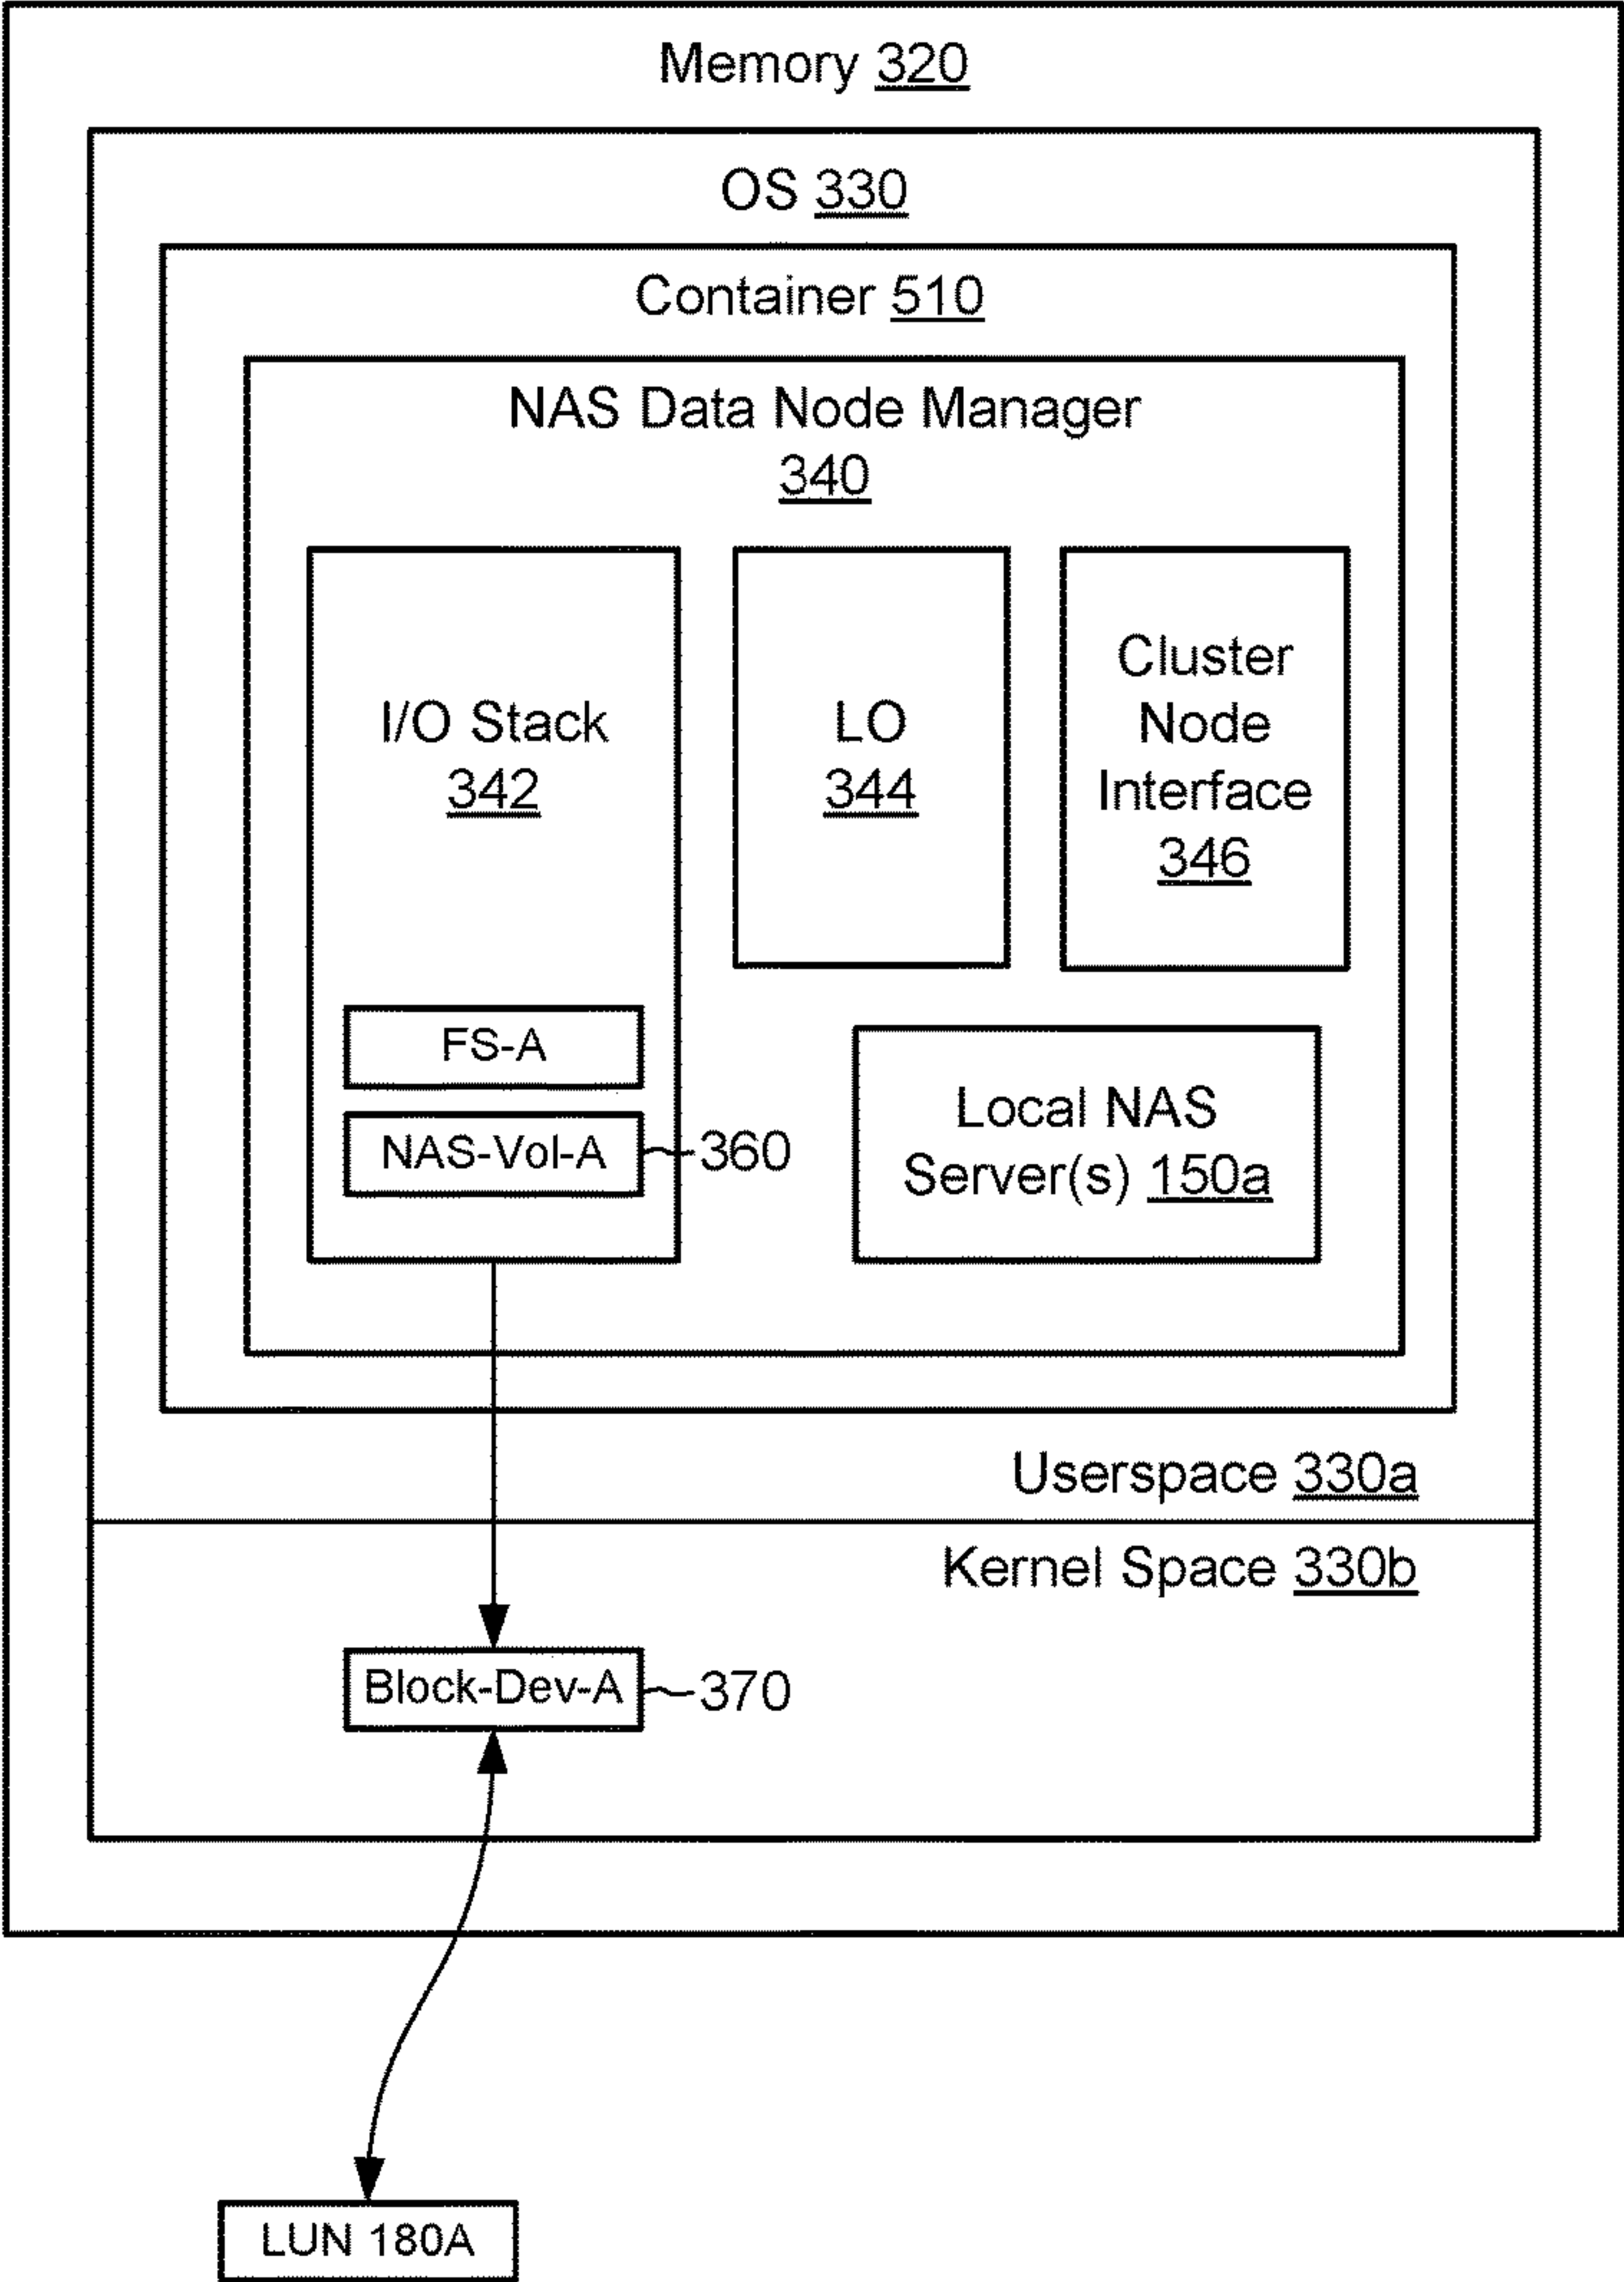 Memory 320
OS 330
Container 510
NAS Data Node Manager
340
I/O Stack
342
LO
344
Cluster
Node
Interface
346
FS-A
NAS-Vol-A
360
Local NAS
Server(s) 150a
Userspace 330a
Kernel Space 330b
Block-Dev-A
370
LUN 180A